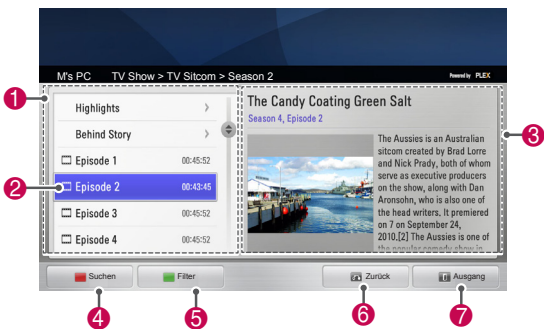 M's PC TV Show > TV Sitcom > Season 2
Powered by PLEX
1
Highlights
Behind Story
Episode 1 00:45:52
2
Episode 2 00:43:45
Episode 3 00:45:52
Episode 4 00:45:52
The Candy Coating Green Salt
Season 4, Episode 2
The Aussies is an Australian
sitcom created by Brad Lorre
and Nick Prady, both of whom
serve as executive producers
on the show, along with Dan
Aronsohn, who is also one of
the head writers. It premiered
on 7 on September 24,
2010.[2] The Aussies is one of
the popular comedy show in
3
Suchen
Filter
Zurück
Ausgang
4
5
6
7